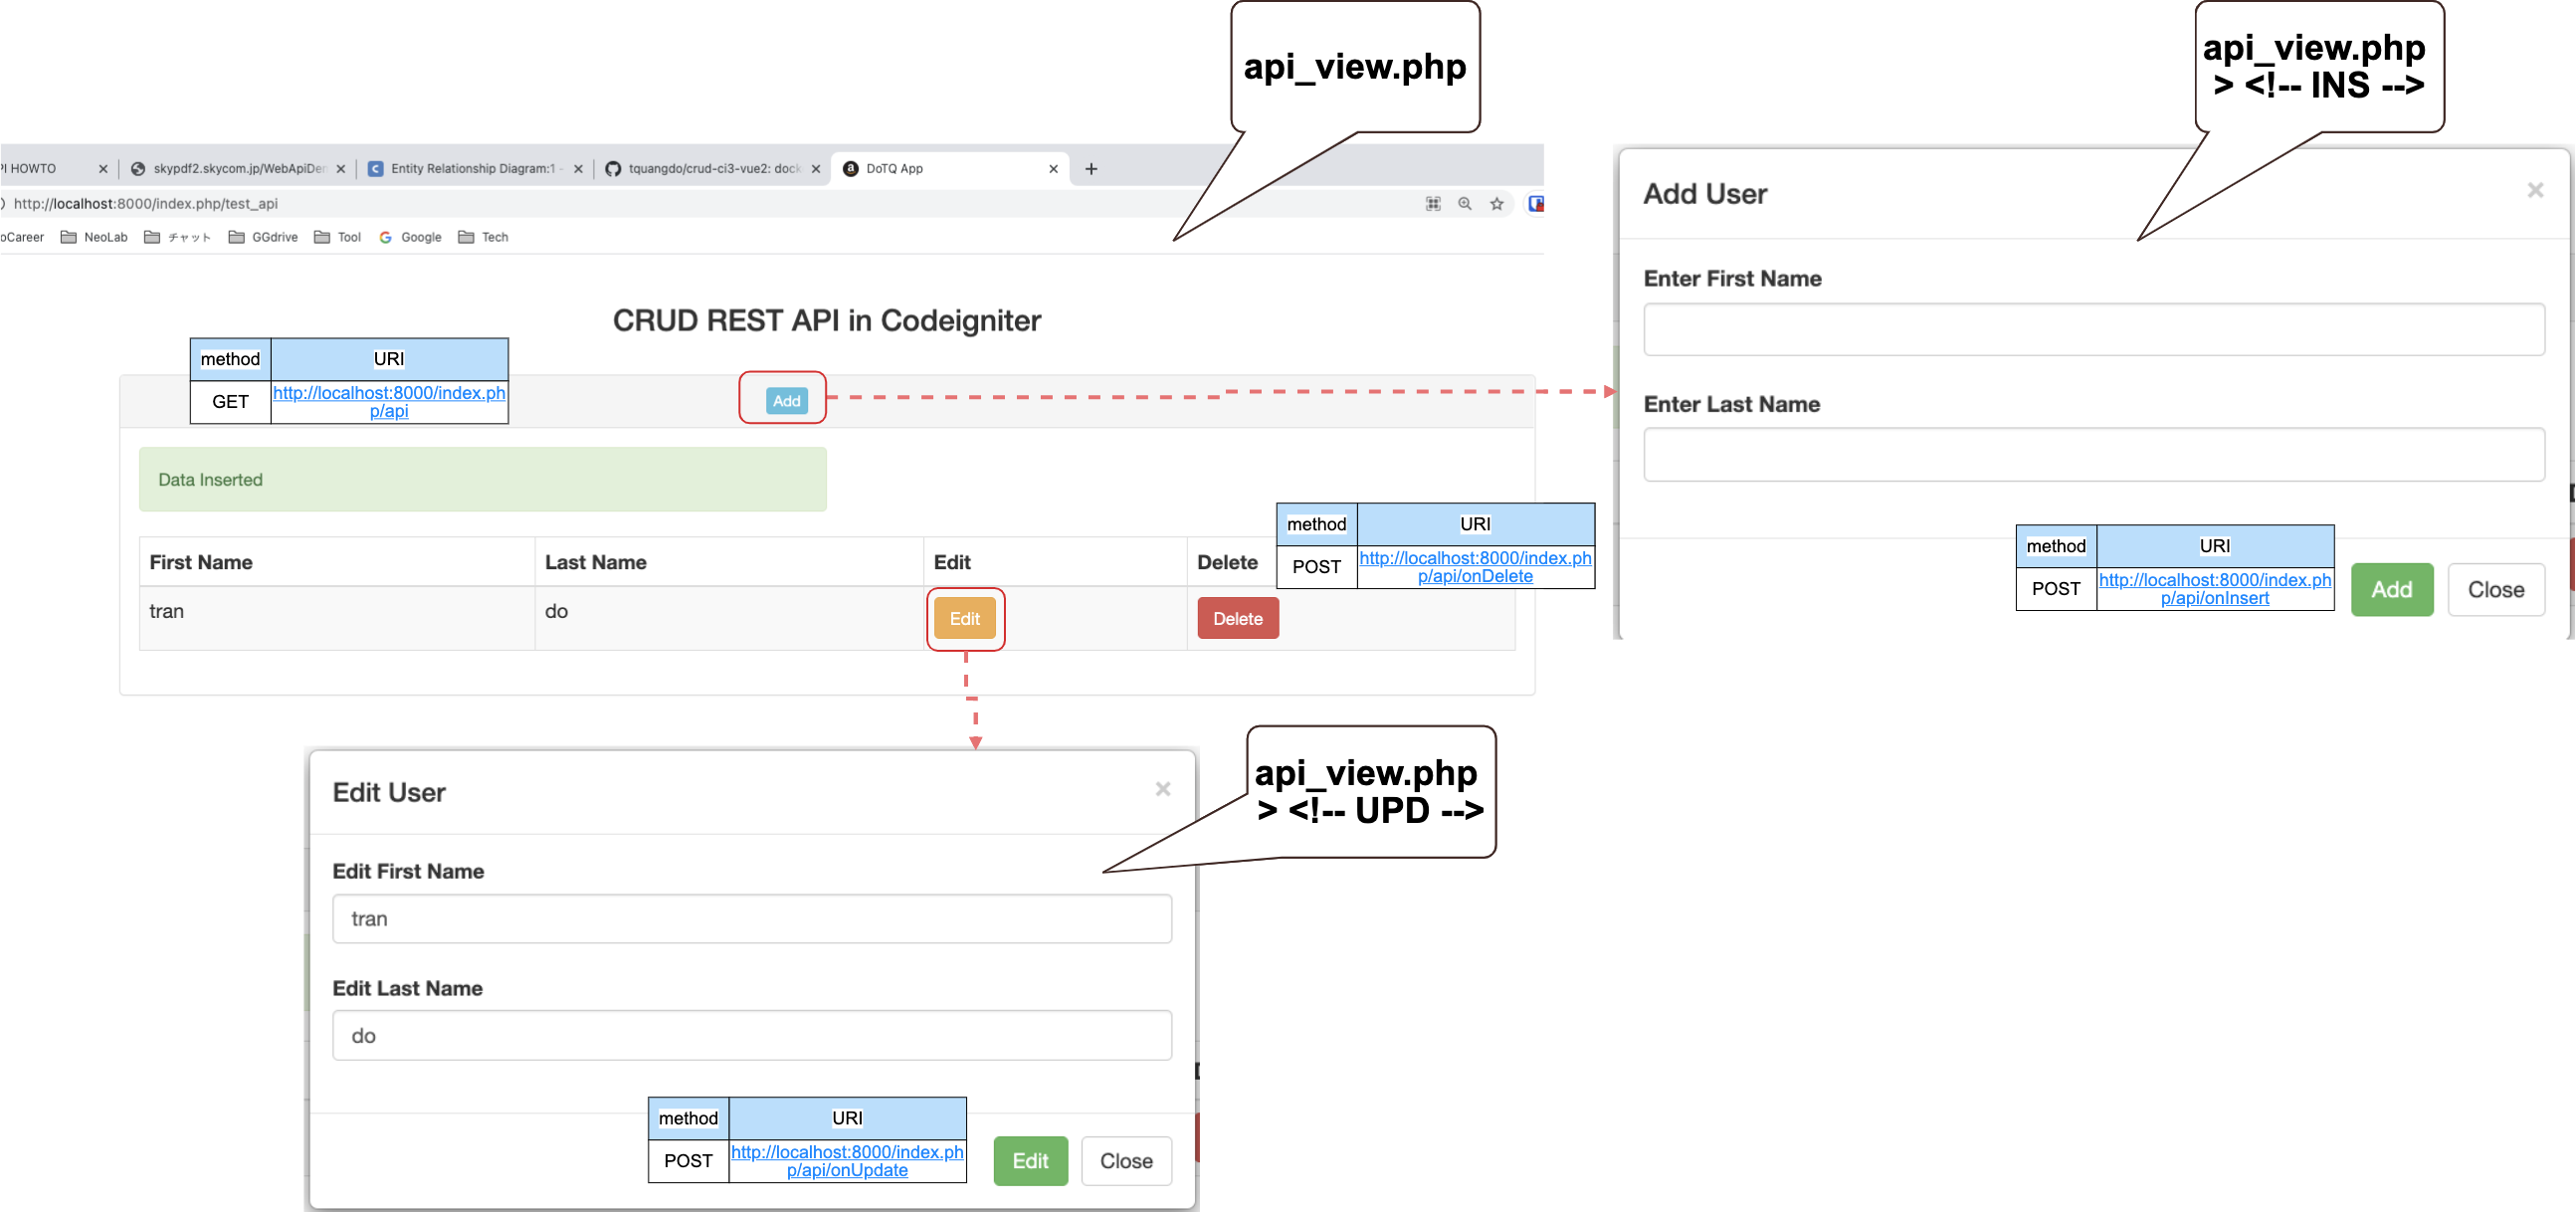 api_view.php
api_view.php
> <!-- INS -->
PI HOWTO
skypdf2.skycom.jp/WebApiDer
Entity Relationship Diagram:1 -
tquangdo/crud-ci3-vue2: dock
DoTQ App
http://localhost:8000/index.php/test_api
oCareer
NeoLab
チャット
GGdrive
Tool
Google
Tech
CRUD REST API in Codeigniter
method URI
GET http://localhost:8000/index.ph
p/api
Add
Data Inserted
First Name Last Name Edit Delete
tran do Edit Delete
method URI
POST http://localhost:8000/index.ph
p/api/onDelete
Add User
Enter First Name
Enter Last Name
method URI
POST http://localhost:8000/index.ph
p/api/onInsert
Add Close
api_view.php
> <!-- UPD -->
Edit User
Edit First Name
tran
Edit Last Name
do
method URI
POST http://localhost:8000/index.ph
p/api/onUpdate
Edit Close